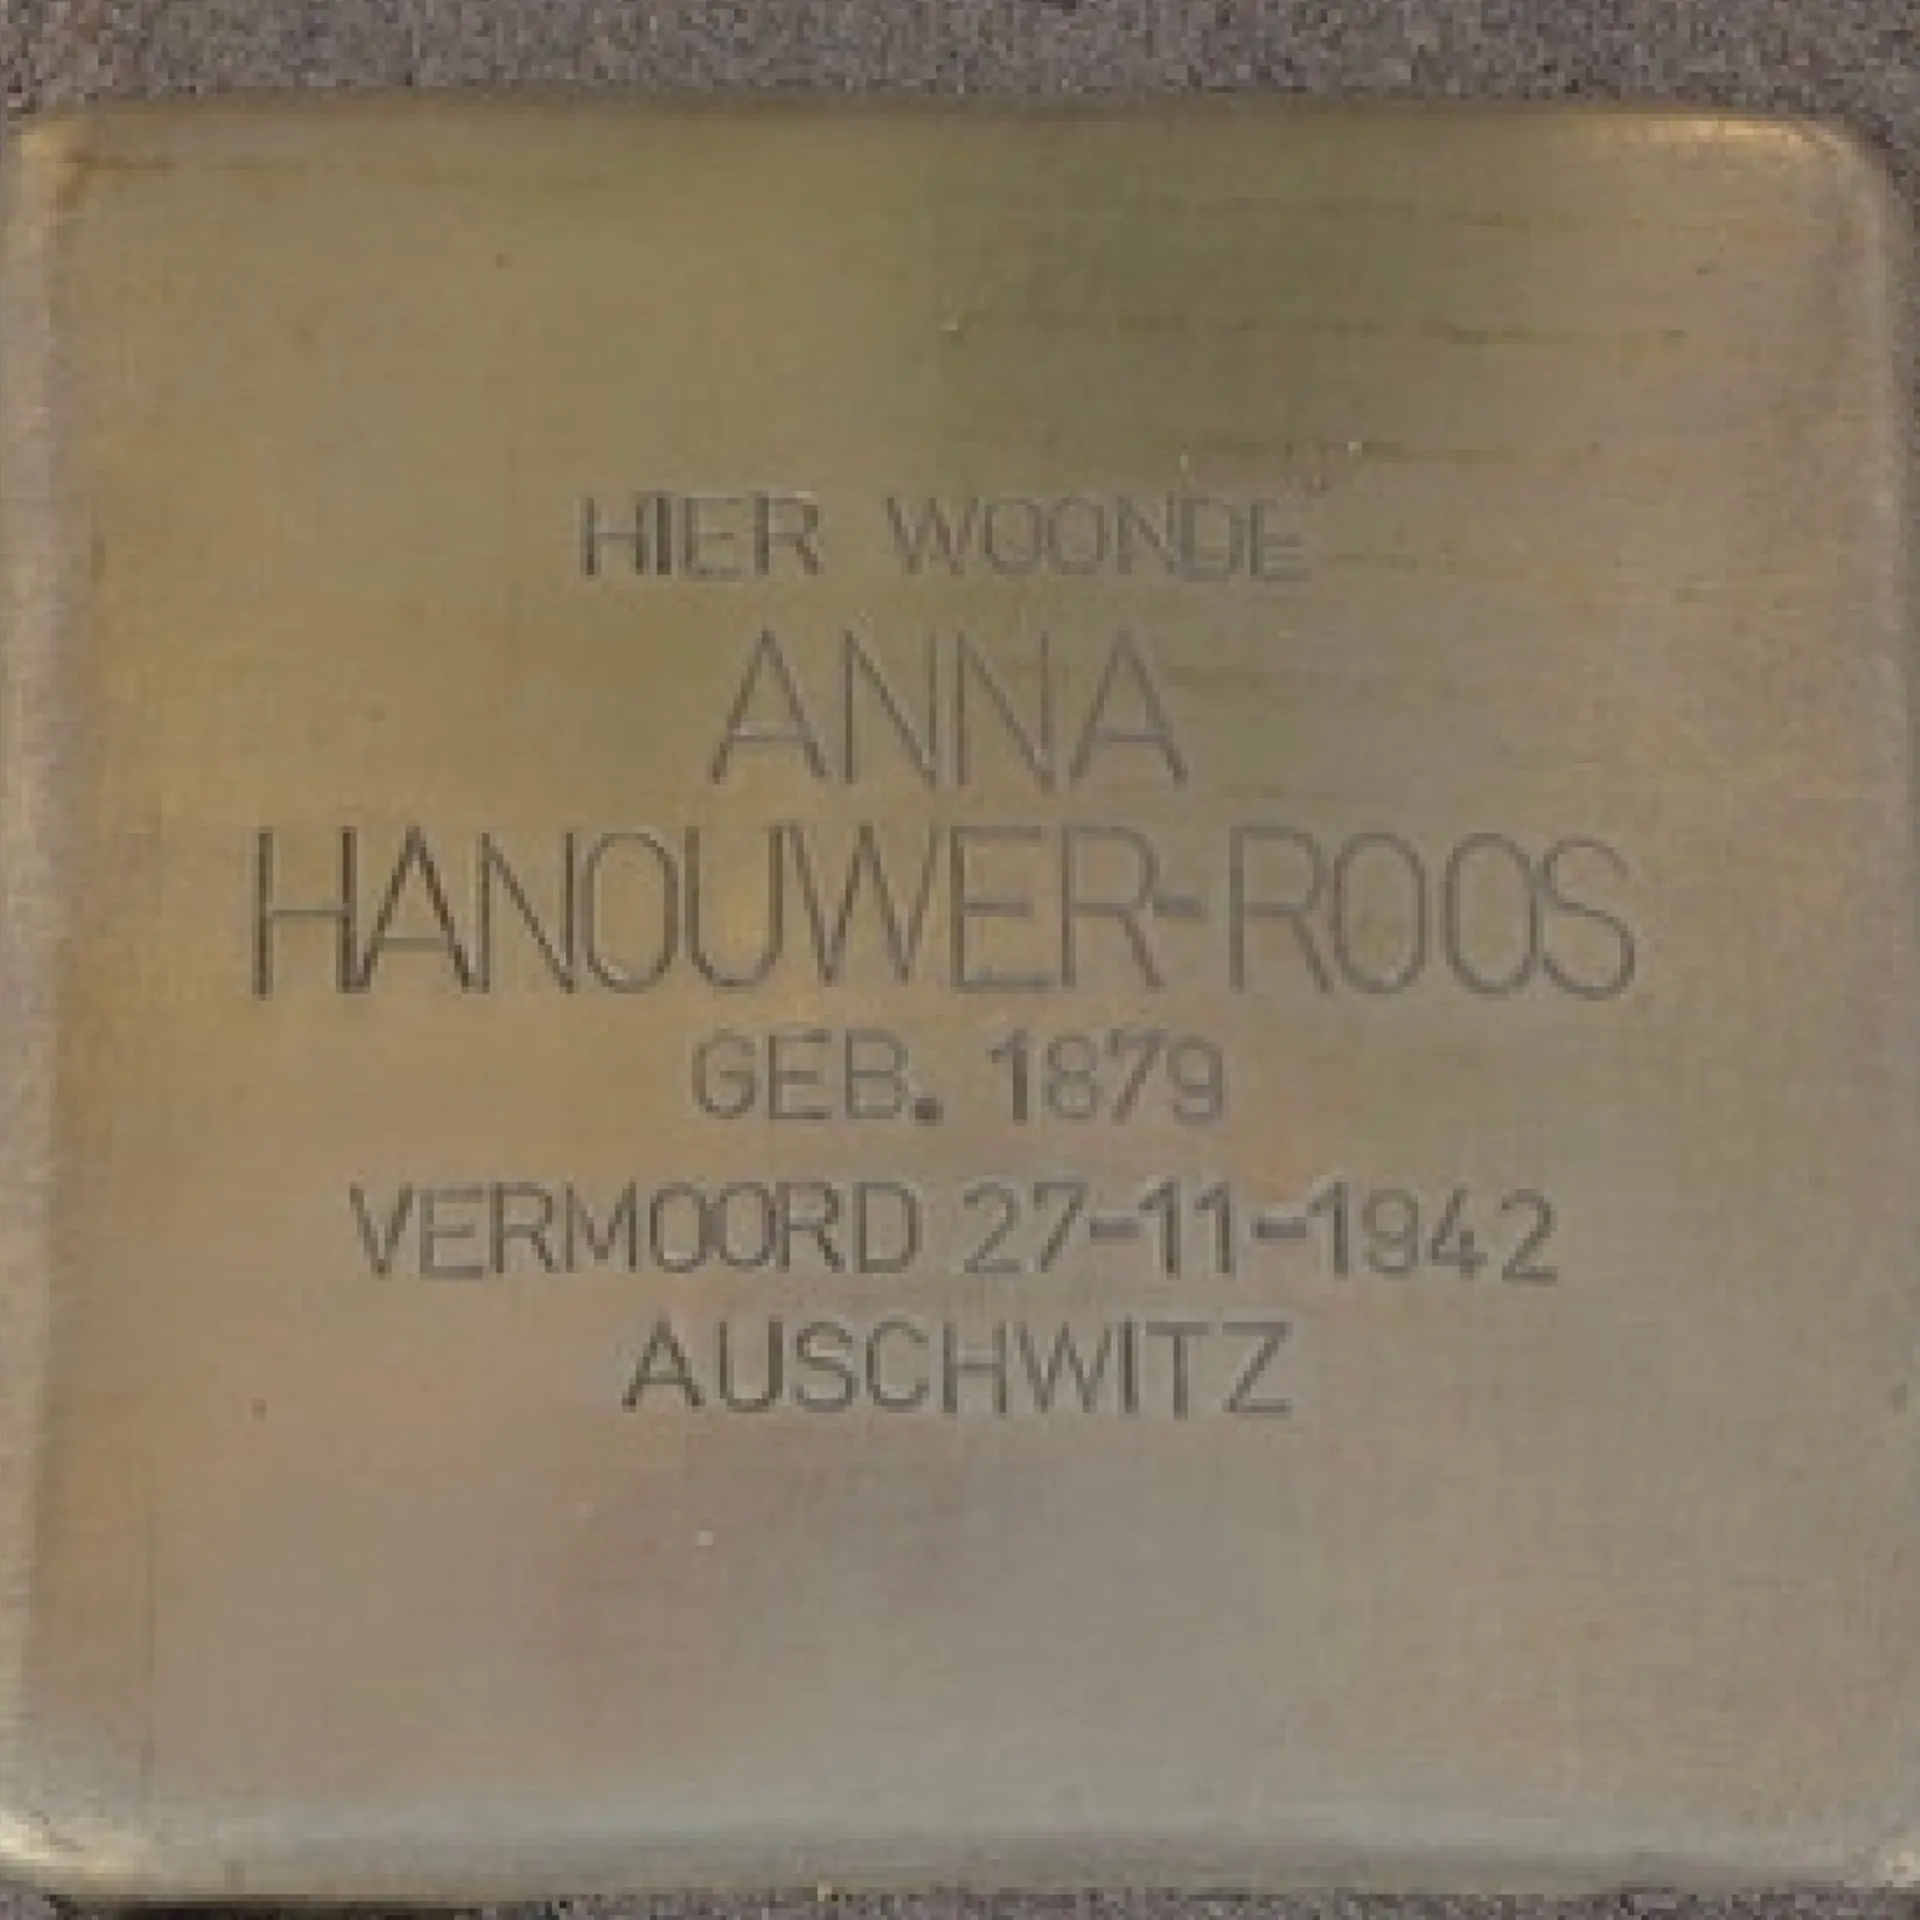 HIER WOONDE
ANNA
HANOUWER-ROOS
GEB. 1879
VERMOORD 27-11-1942
AUSCHWITZ